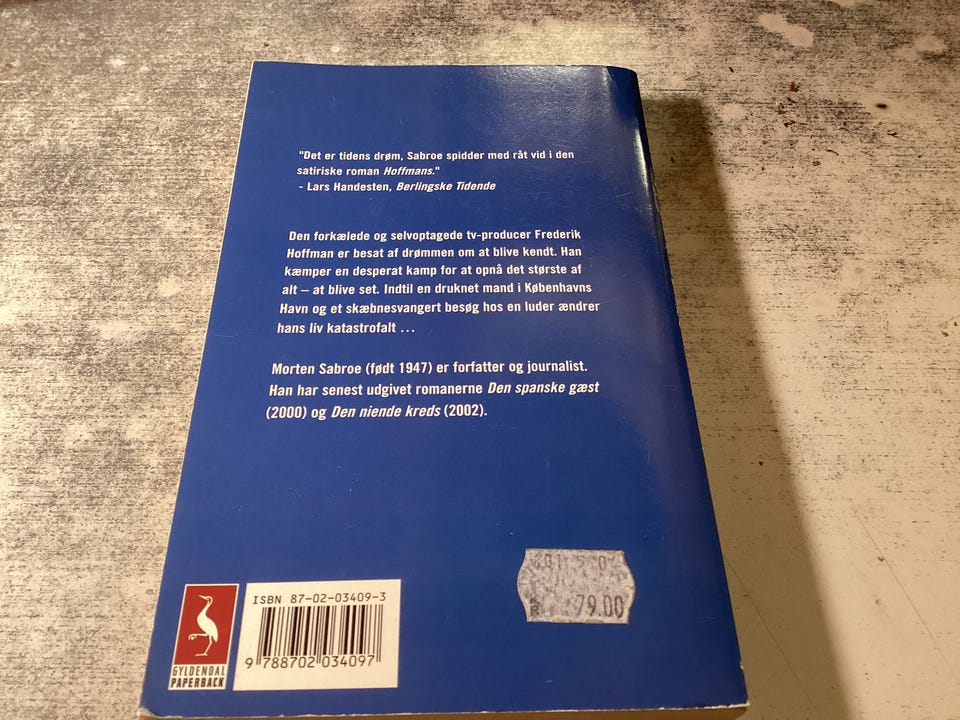 "Det er tidens drøm, Sabroe spidder med råt vid i den
satiriske roman Hoffmans."
- Lars Handesten, Berlingske Tidende
Den forkælede og selvoptagede tv-producer Frederik
Hoffman er besat af drømmen om at blive kendt. Han
kæmper en desperat kamp for at opnå det største af
alt – at blive set. Indtil en druknet mand i Københavns
Havn og et skæbnesvangert besøg hos en luder ændrer
hans liv katastrofalt ...
Morten Sabroe (født 1947) er forfatter og journalist.
Han har senest udgivet romanerne Den spanske gæst
(2000) og Den niende kreds (2002).
79.00
ISBN 87-02-03409-3
9 788702 034097
GYLDENDAL
PAPERBACK